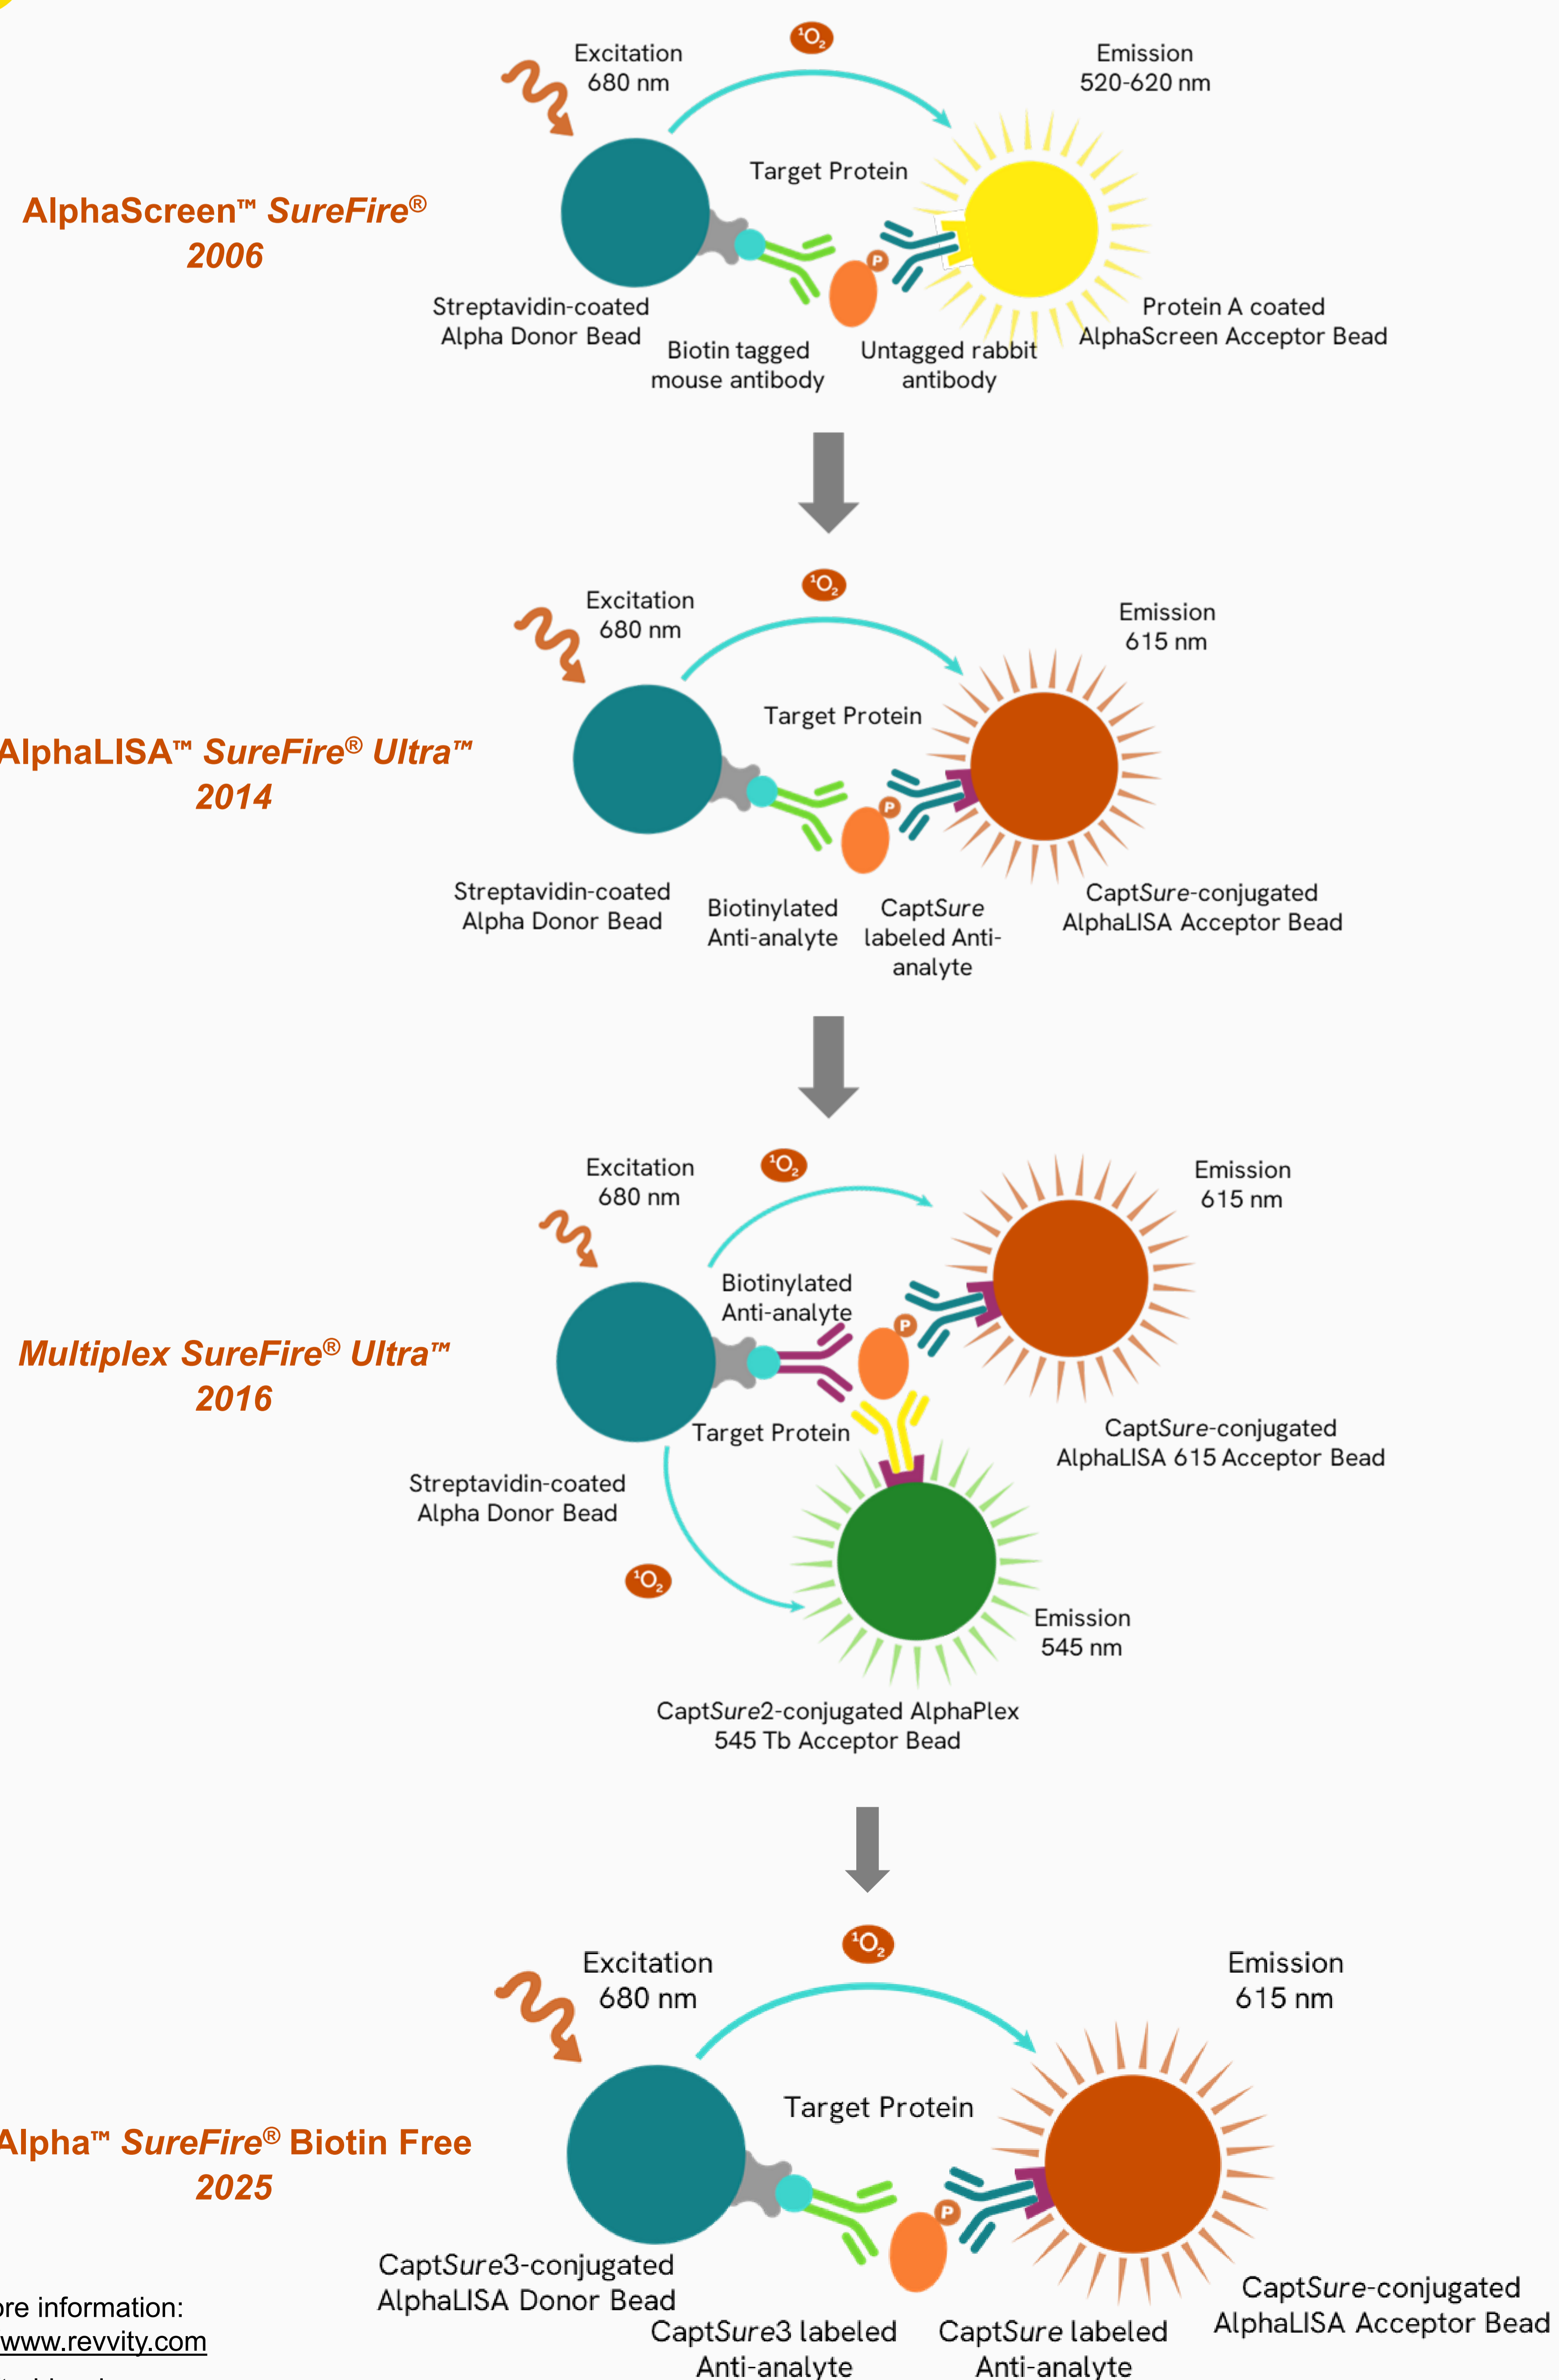 ¹O₂
Excitation
680 nm
Emission
520-620 nm
Target Protein
AlphaScreen™ SureFire®
2006
P
Streptavidin-coated
Alpha Donor Bead
Biotin tagged
mouse antibody
Untagged rabbit
antibody
Protein A coated
AlphaScreen Acceptor Bead
¹O₂
Excitation
680 nm
Emission
615 nm
Target Protein
AlphaLISA™ SureFire® Ultra™
2014
P
Streptavidin-coated
Alpha Donor Bead
Biotinylated
Anti-analyte
CaptSure
labeled Anti-
analyte
CaptSure-conjugated
AlphaLISA Acceptor Bead
¹O₂
Excitation
680 nm
Emission
615 nm
Biotinylated
Anti-analyte
P
Multiplex SureFire® Ultra™
2016
Target Protein
CaptSure-conjugated
AlphaLISA 615 Acceptor Bead
Streptavidin-coated
Alpha Donor Bead
¹O₂
Emission
545 nm
CaptSure2-conjugated AlphaPlex
545 Tb Acceptor Bead
¹O₂
Excitation
680 nm
Emission
615 nm
Target Protein
Alpha™ SureFire® Biotin Free
2025
P
CaptSure3-conjugated
AlphaLISA Donor Bead
CaptSure3 labeled
Anti-analyte
CaptSure labeled
Anti-analyte
CaptSure-conjugated
AlphaLISA Acceptor Bead
ore information:
www.revvity.com